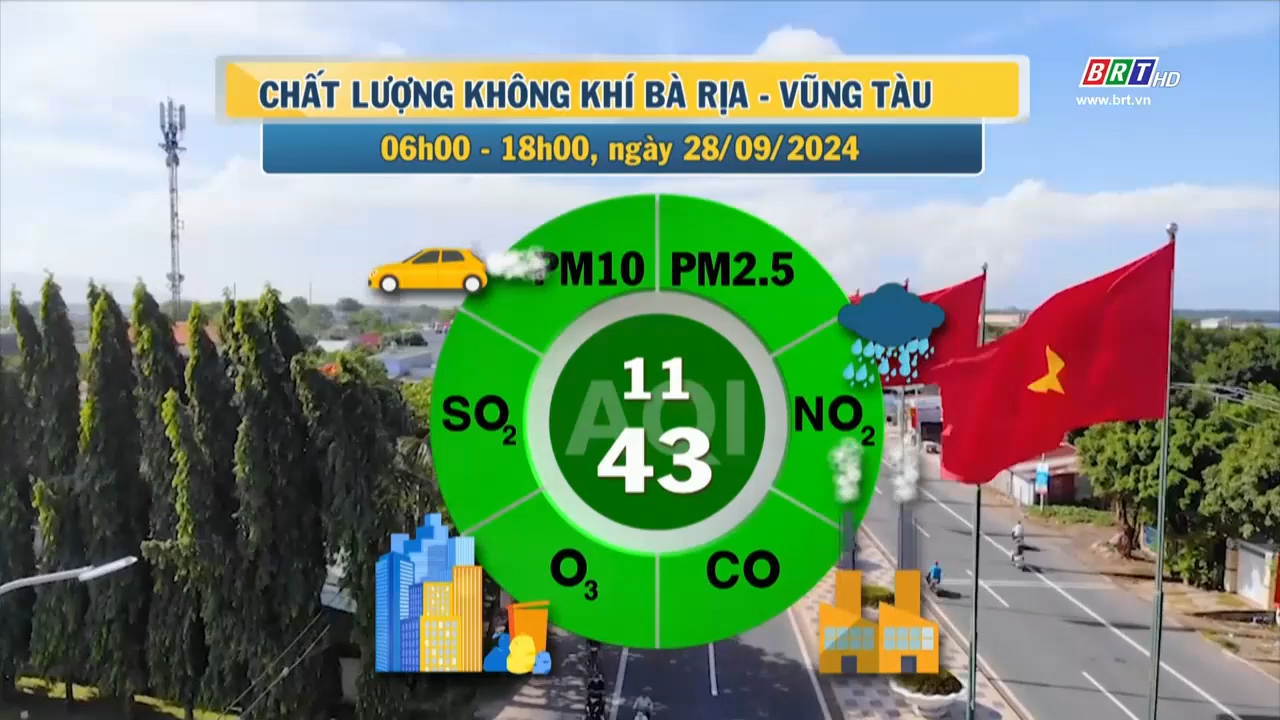 BRT HD
www.brt.vn
CHẤT LƯỢNG KHÔNG KHÍ BÀ RỊA - VŨNG TÀU
06h00 - 18h00, ngày 28/09/2024
PM10 PM2.5
SO₂ NO₂
AQI
11
43
O₃ CO